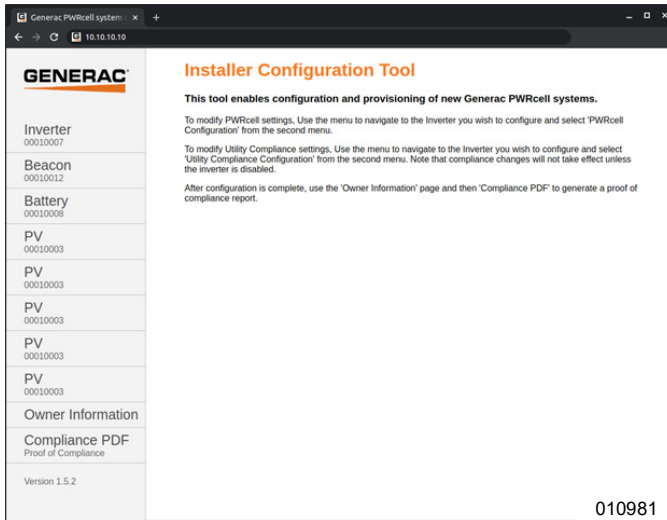 Generac PWRcell system c
10.10.10.10
GENERAC
Inverter
00010007
Beacon
00010012
Battery
00010008
PV
00010003
PV
00010003
PV
00010003
PV
00010003
PV
00010003
Owner Information
Compliance PDF
Proof of Compliance
Version 1.5.2
Installer Configuration Tool
This tool enables configuration and provisioning of new Generac PWRcell systems.
To modify PWRcell settings, Use the menu to navigate to the Inverter you wish to configure and select 'PWRcell
Configuration' from the second menu.
To modify Utility Compliance settings, Use the menu to navigate to the Inverter you wish to configure and select
'Utility Compliance Configuration' from the second menu. Note that compliance changes will not take effect unless
the inverter is disabled.
After configuration is complete, use the 'Owner Information' page and then 'Compliance PDF' to generate a proof of
compliance report.
010981